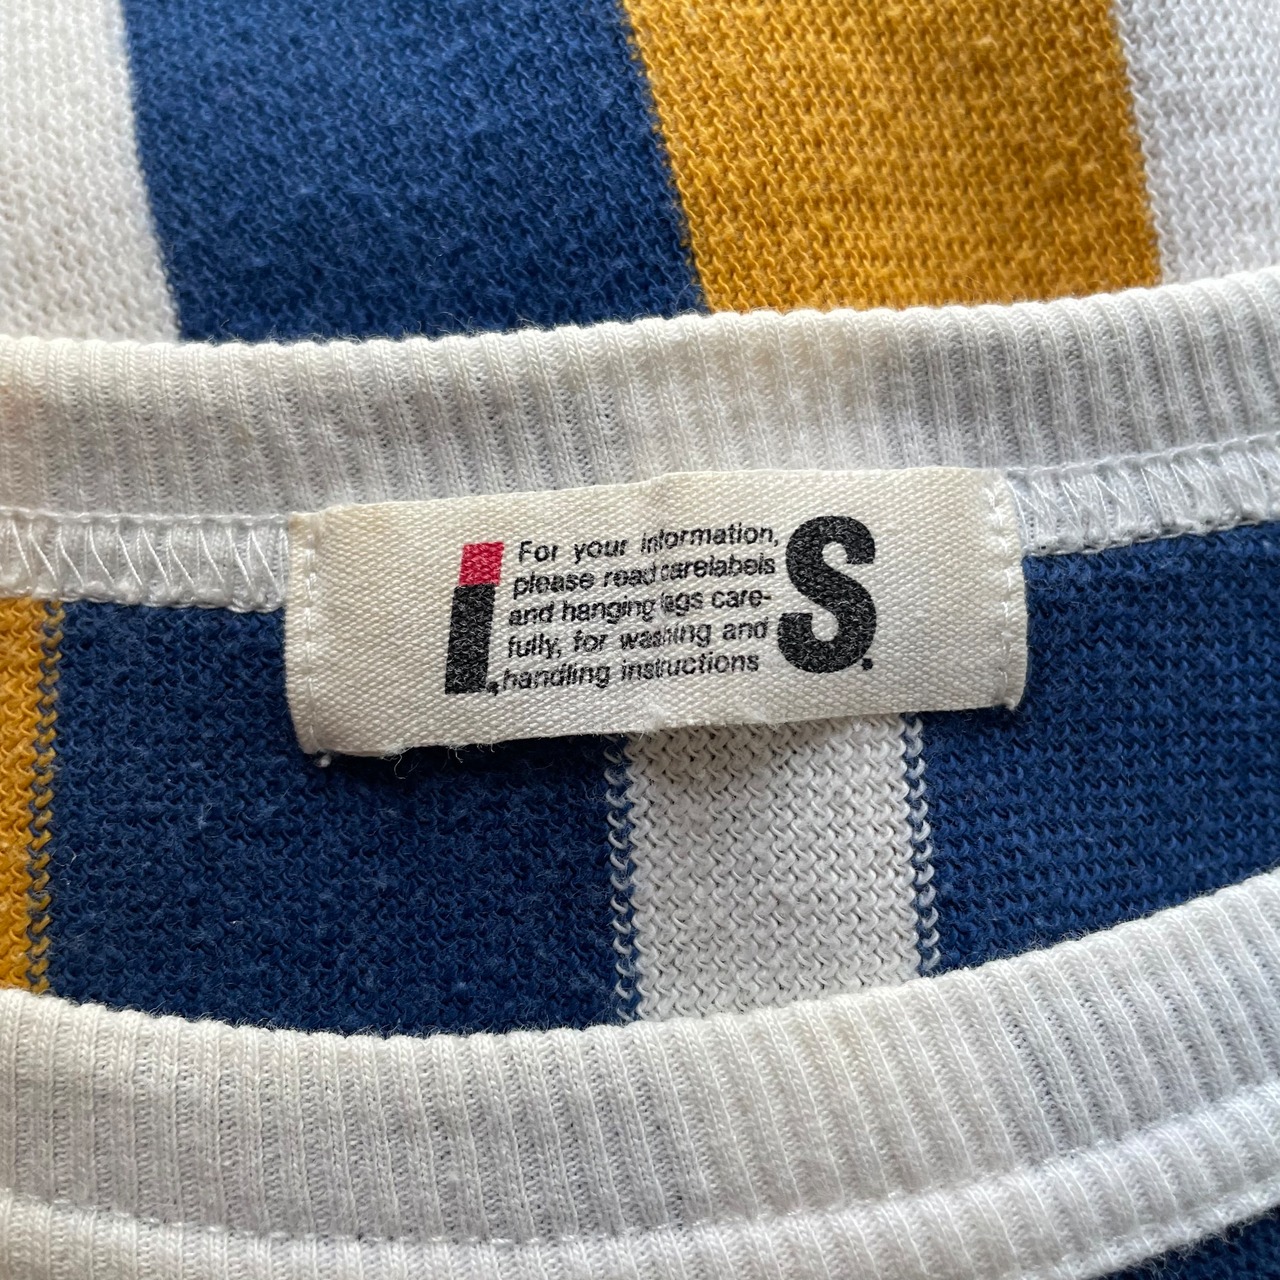 I.S.
For your information,
please read carelabels
and hanging tags care-
fully, for washing and
handling instructions